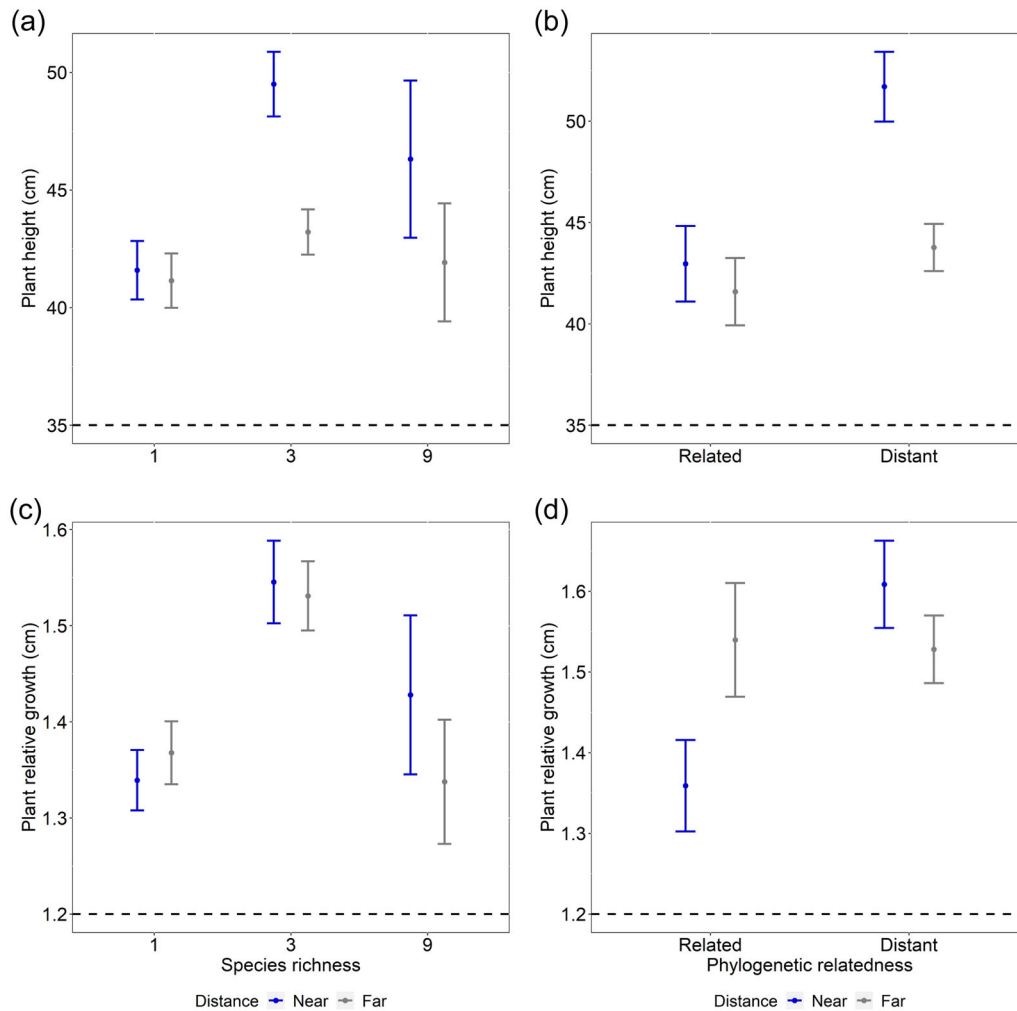 (a)
Plant height (cm)
50
45
40
35
1 3 9
(b)
Plant height (cm)
50
45
40
35
Related Distant
(c)
Plant relative growth (cm)
1.6
1.5
1.4
1.3
1.2
1 3 9
Species richness
Distance Near Far
(d)
Plant relative growth (cm)
1.6
1.5
1.4
1.3
1.2
Related Distant
Phylogenetic relatedness
Distance Near Far